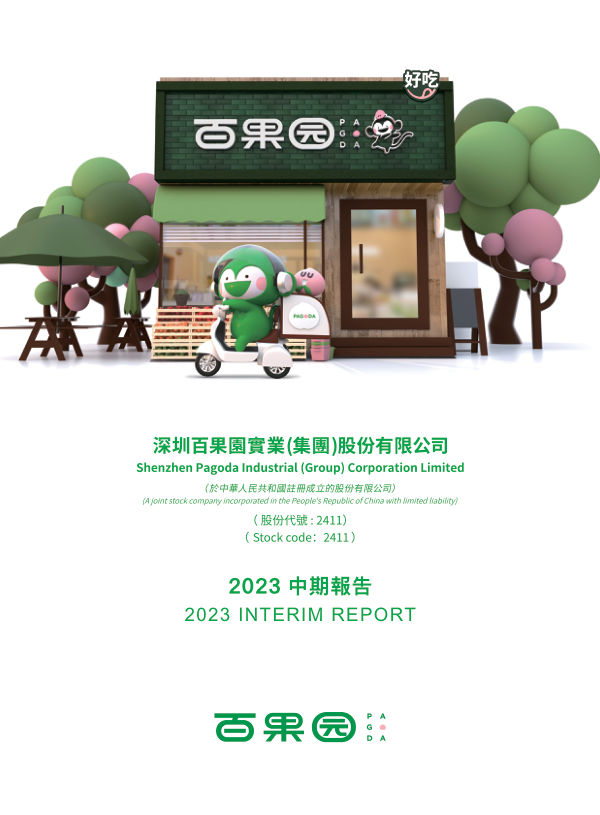 好吃
百果园
P A
G
D A
PAGODA
深圳百果園實業(集團)股份有限公司
Shenzhen Pagoda Industrial (Group) Corporation Limited
（於中華人民共和國註冊成立的股份有限公司）
(A joint stock company incorporated in the People's Republic of China with limited liability)
（ 股份代號 : 2411）
（ Stock code：2411 ）
2023 中期報告
2023 INTERIM REPORT
百果园
P A
G
D A